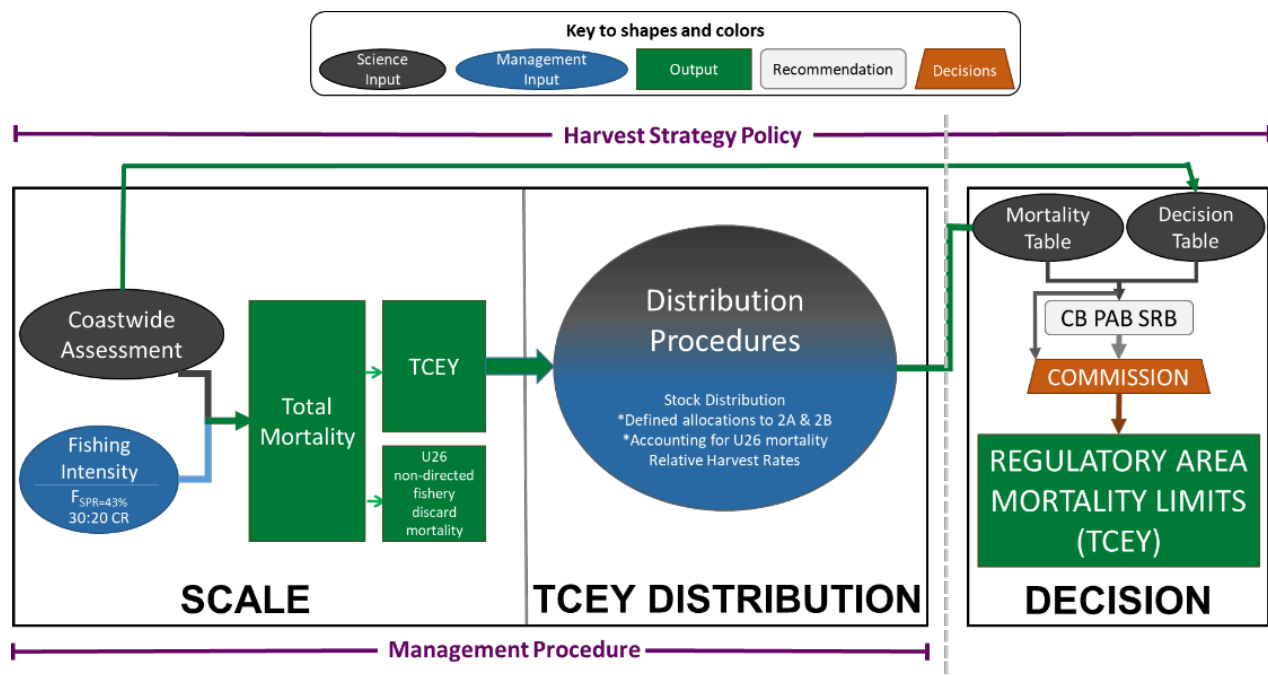 Key to shapes and colors
Science
Input
Management
Input
Output
Recommendation
Decisions
Harvest Strategy Policy
Coastwide
Assessment
Fishing
Intensity
FSPR=43%
30:20 CR
Total
Mortality
TCEY
U26
non-directed
fishery
discard
mortality
SCALE
Distribution
Procedures
Stock Distribution
*Defined allocations to 2A & 2B
*Accounting for U26 mortality
Relative Harvest Rates
TCEY DISTRIBUTION
Mortality
Table
Decision
Table
CB PAB SRB
COMMISSION
REGULATORY AREA
MORTALITY LIMITS
(TCEY)
DECISION
Management Procedure